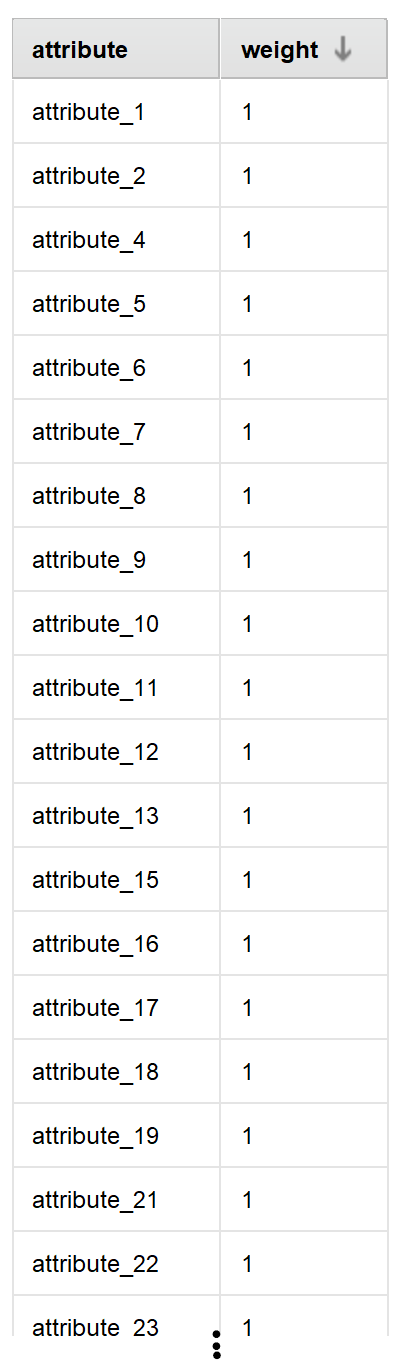 attribute weight
attribute_1 1
attribute_2 1
attribute_4 1
attribute_5 1
attribute_6 1
attribute_7 1
attribute_8 1
attribute_9 1
attribute_10 1
attribute_11 1
attribute_12 1
attribute_13 1
attribute_15 1
attribute_16 1
attribute_17 1
attribute_18 1
attribute_19 1
attribute_21 1
attribute_22 1
attribute 23 1